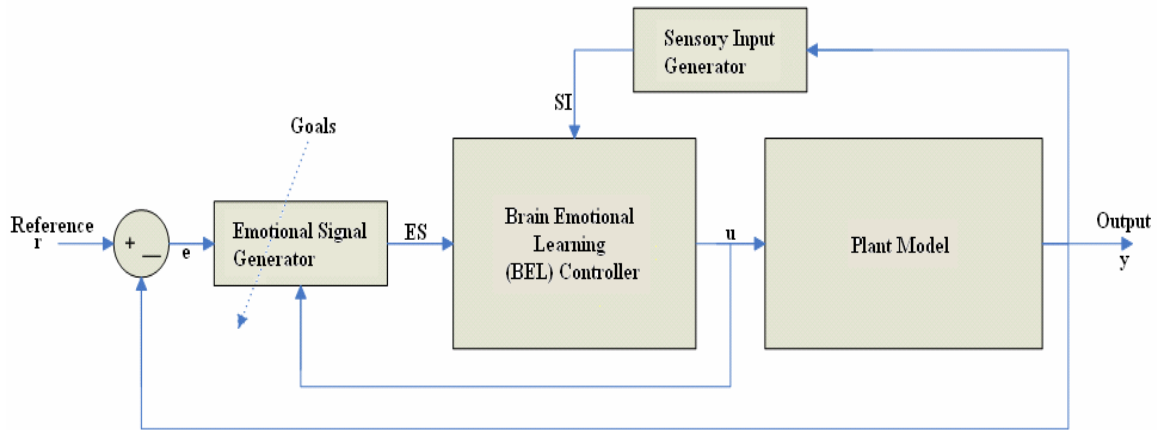 Sensory Input
Generator
SI
Goals
Reference
r
+
—
e
Emotional Signal
Generator
ES
Brain Emotional
Learning
(BEL) Controller
u
Plant Model
Output
y